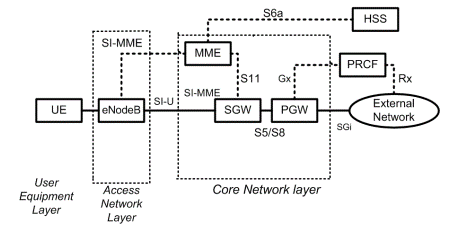 S6a
HSS
SI-MME
MME
PRCF
S11
Gx
Rx
SI-MME
UE
eNodeB
SI-U
SGW
PGW
External
Network
S5/S8
SGi
User
Equipment
Layer
Access
Network
Layer
Core Network layer